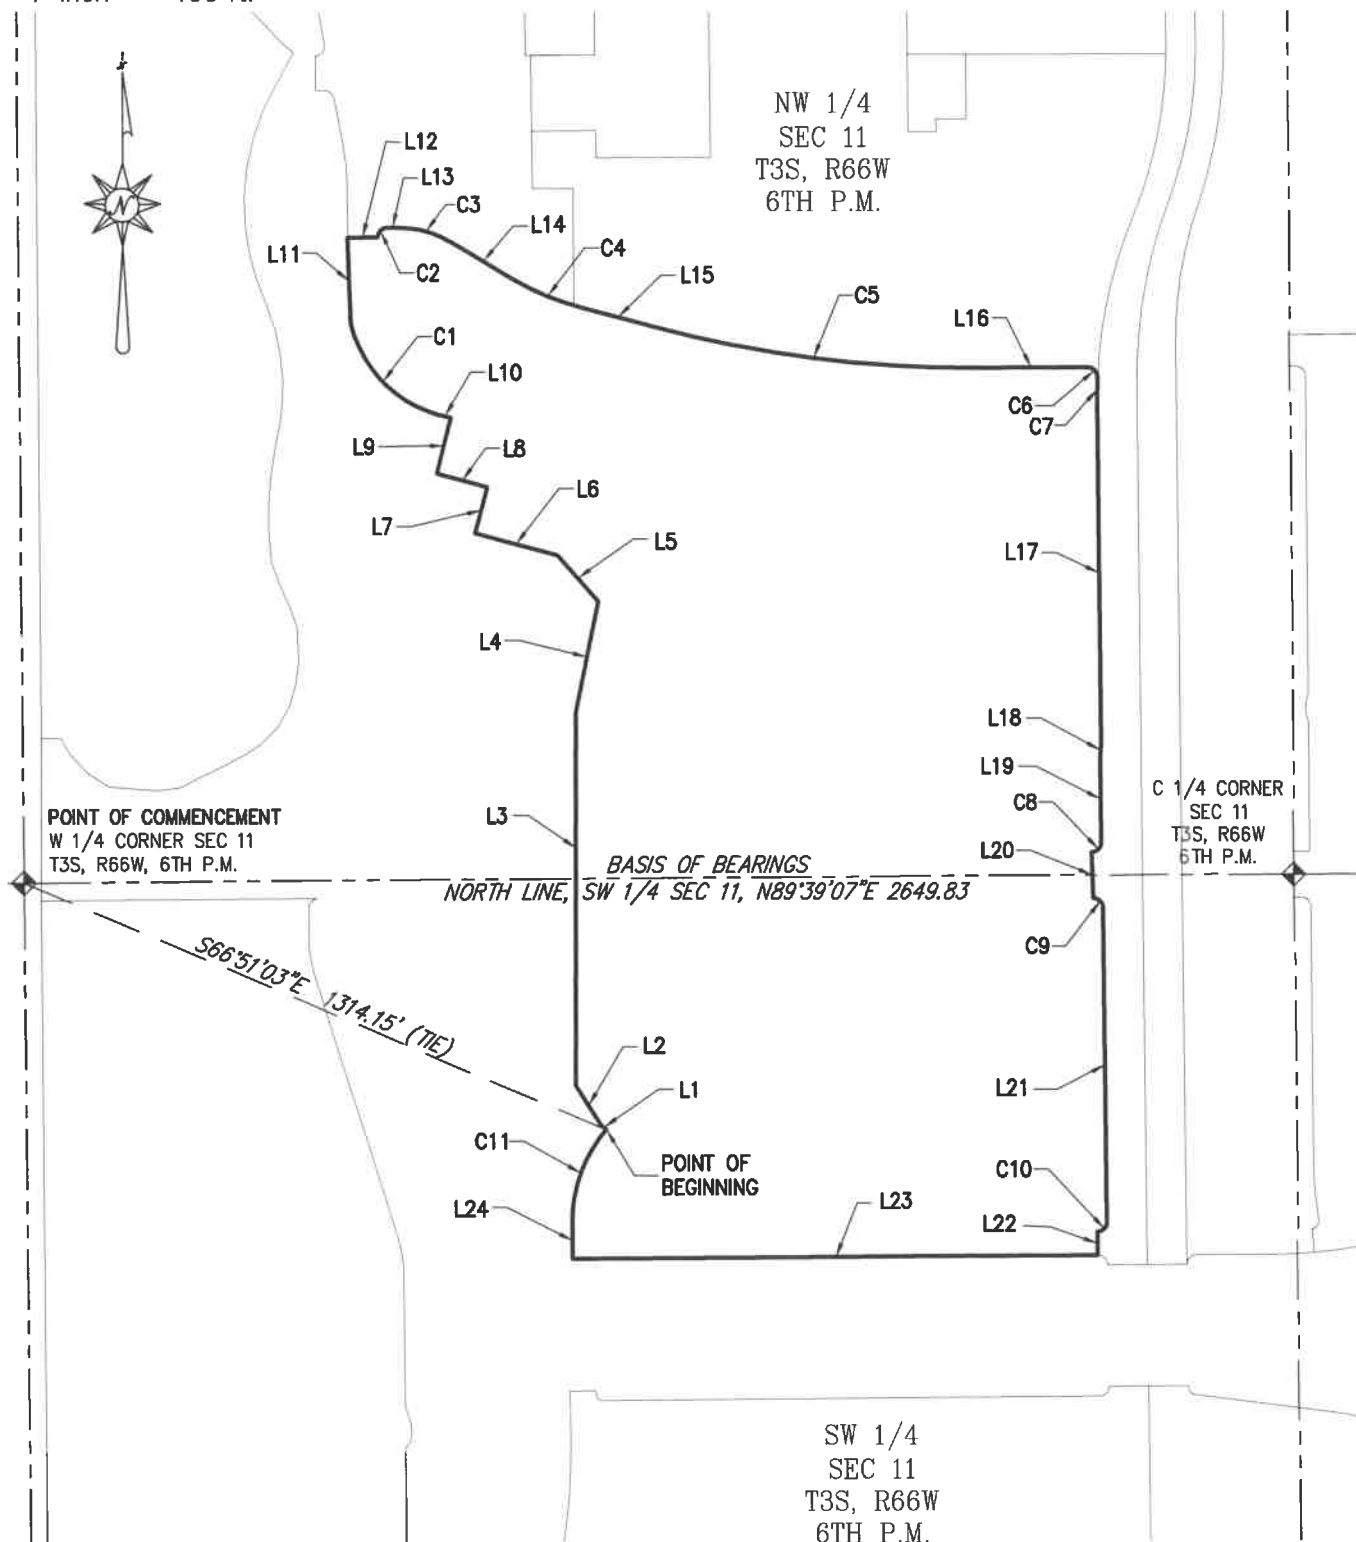 NW 1/4
SEC 11
T3S, R66W
6TH P.M.
N
L12
L13
C3
L14
C4
L11
C2
L15
C5
L16
C1
L10
C6
C7
L9
L8
L6
L7
L5
L17
L4
L18
L19
C8
L3
L20
POINT OF COMMENCEMENT
W 1/4 CORNER SEC 11
T3S, R66W, 6TH P.M.
C 1/4 CORNER
SEC 11
T3S, R66W
6TH P.M.
BASIS OF BEARINGS
NORTH LINE, SW 1/4 SEC 11, N89°39'07"E 2649.83
C9
S66°51'03"E 1314.15' (TIE)
L2
L1
L21
C11
POINT OF
BEGINNING
C10
L24
L23
L22
SW 1/4
SEC 11
T3S, R66W
6TH P.M.